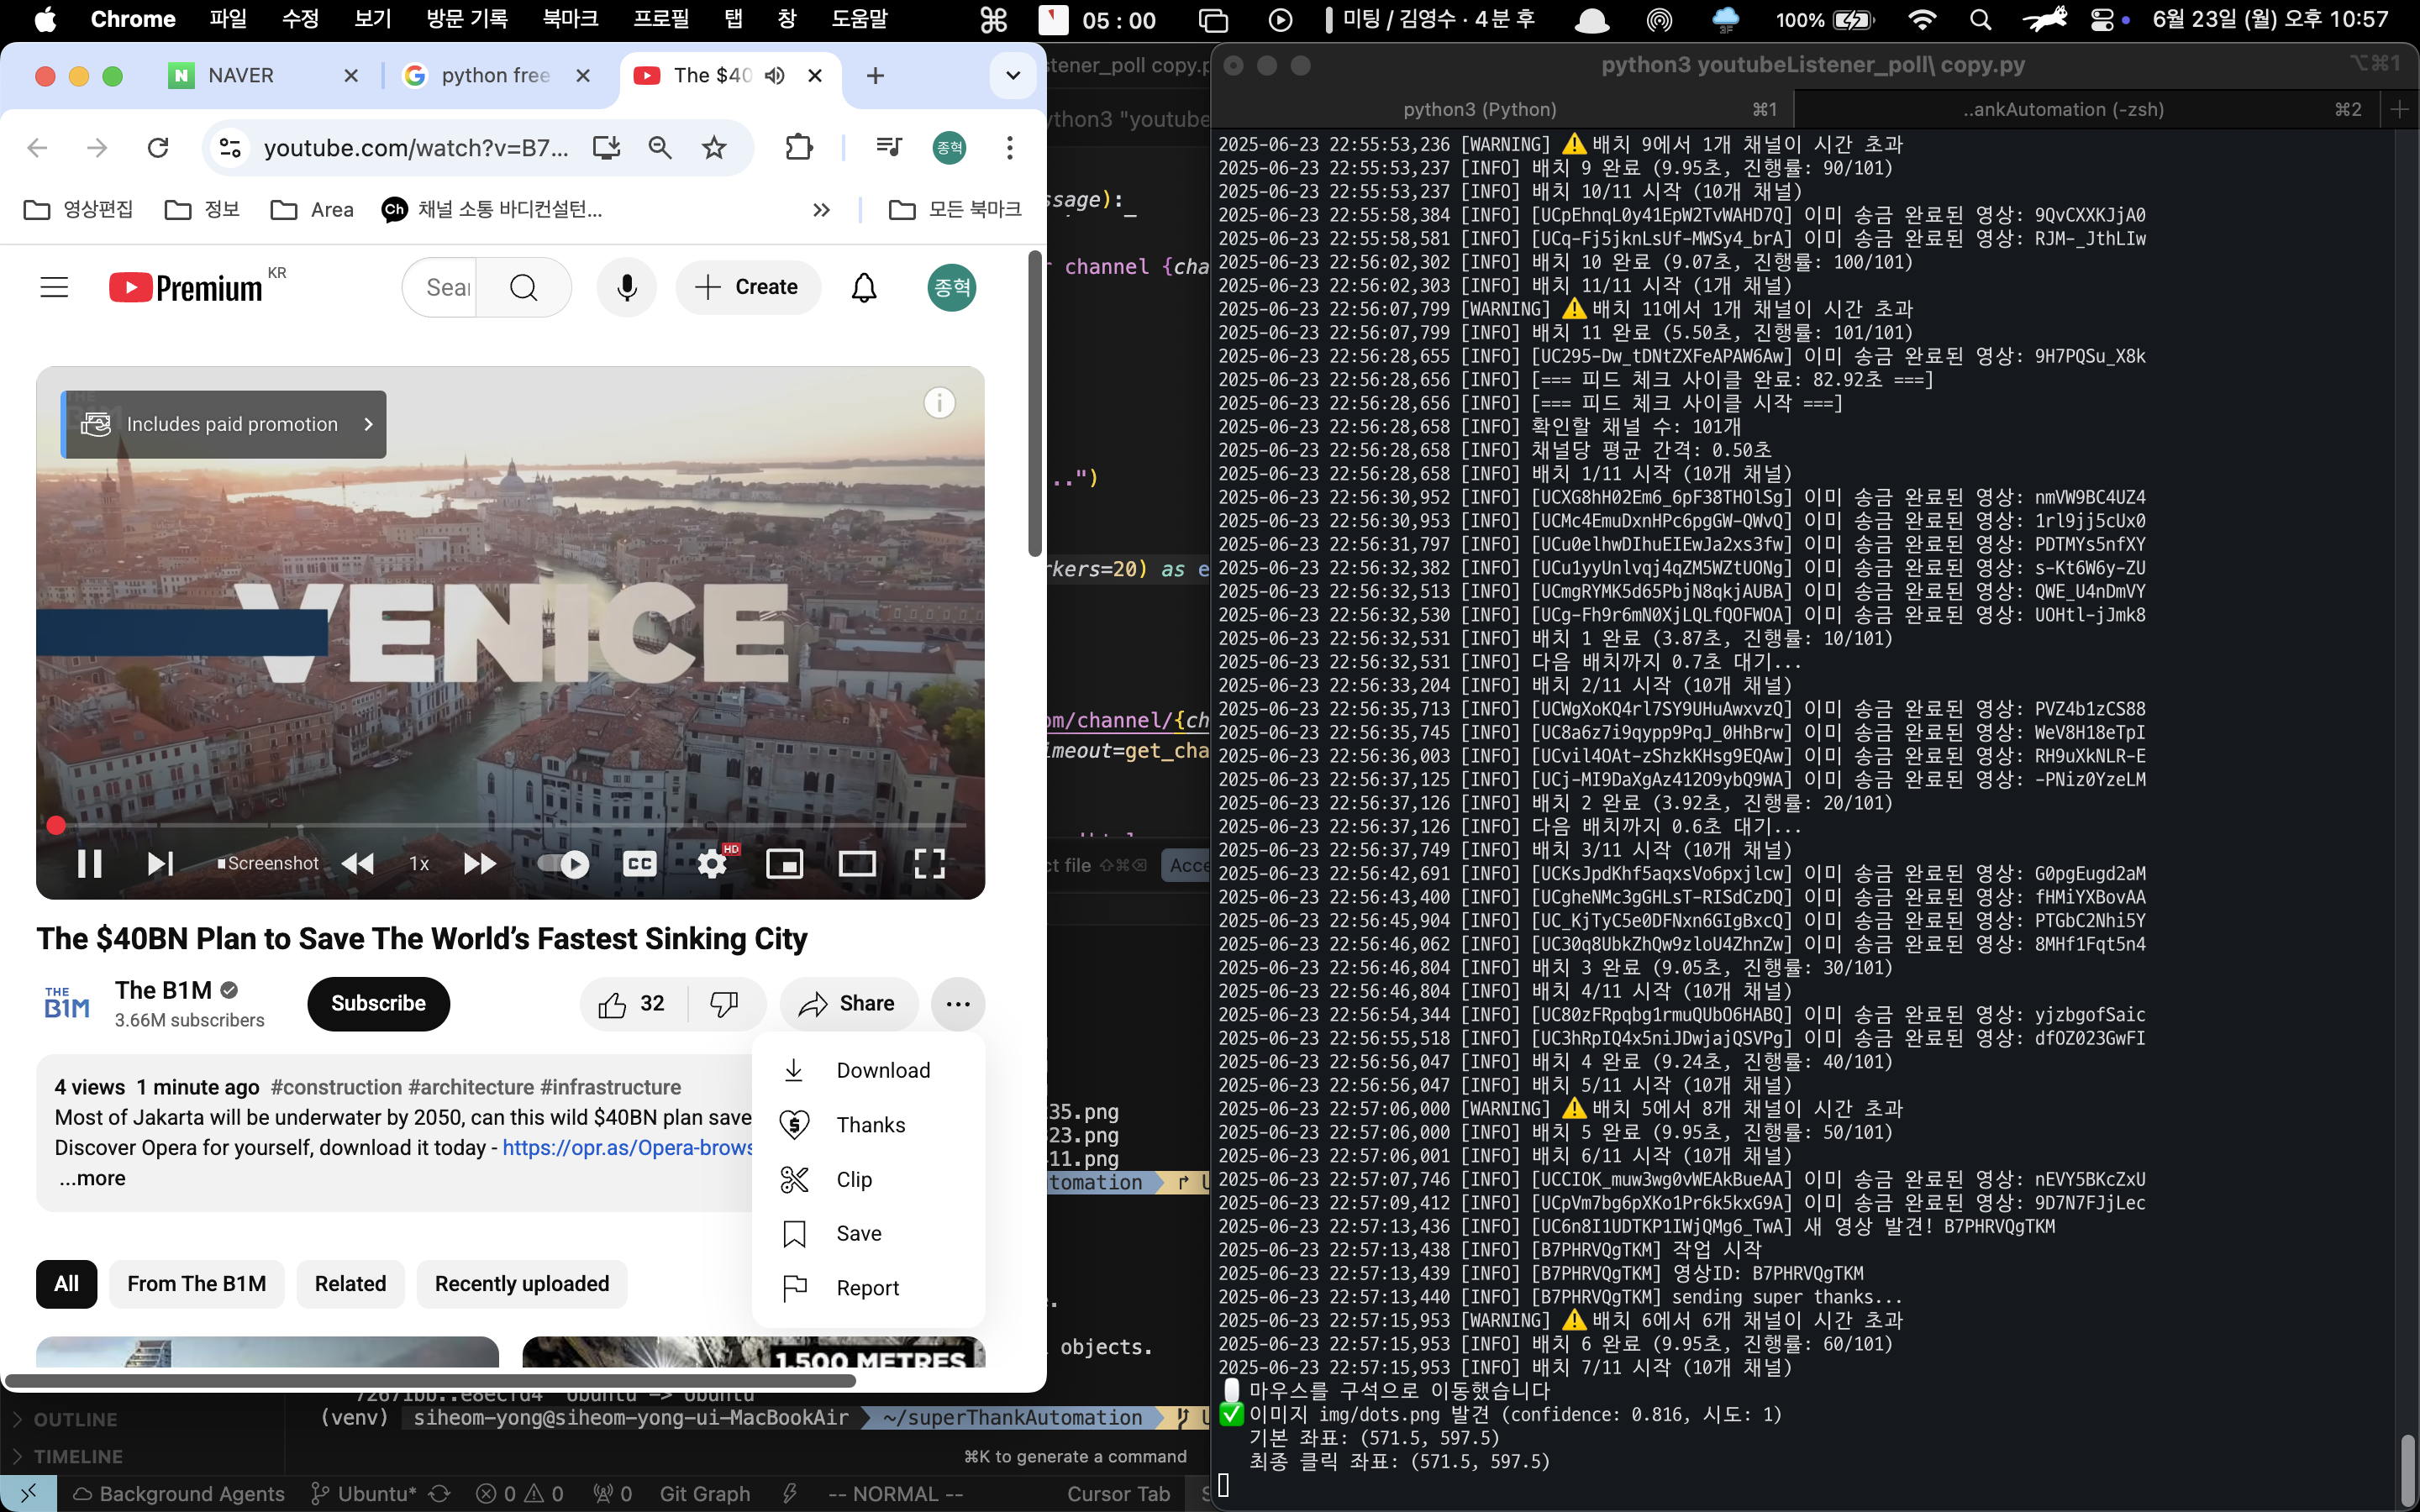 Chrome 파일 수정 보기 방문 기록 북마크 프로필 탭 창 도움말
05 : 00 미팅 / 김영수 · 4분 후 3F 100% 6월 23일 (월) 오후 10:57
NAVER python free The $40
youtube.com/watch?v=B7...
종혁
영상편집 정보 Area Ch 채널 소통 바디컨설턴... 모든 북마크
Premium KR
Create
종혁
Includes paid promotion
VENICE
Screenshot 1x CC HD
The $40BN Plan to Save The World's Fastest Sinking City
THE B1M
The B1M
3.66M subscribers
Subscribe 32 Share
4 views 1 minute ago #construction #architecture #infrastructure
Most of Jakarta will be underwater by 2050, can this wild $40BN plan save
Discover Opera for yourself, download it today - https://opr.as/Opera-brows
...more
Download
Thanks
Clip
Save
Report
All From The B1M Related Recently uploaded
1,500 METRES
stener_poll copy.p
ython3 "youtube
ssage):
r channel {cha
..")
rkers=20) as e
om/channel/{ch
imeout=get_cha
ct file Acce
35.png
23.png
11.png
tomation
objects.
Ubuntu -> Ubuntu
(venv) siheom-yong@siheom-yong-ui-MacBookAir ~/superThankAutomation
OUTLINE
TIMELINE
⌘K to generate a command
Background Agents Ubuntu* 0 0 0 Git Graph -- NORMAL -- Cursor Tab
python3 youtubeListener_poll\ copy.py ⌥⌘1
python3 (Python) ⌘1 ..ankAutomation (-zsh) ⌘2
2025-06-23 22:55:53,236 [WARNING] ⚠️ 배치 9에서 1개 채널이 시간 초과
2025-06-23 22:55:53,237 [INFO] 배치 9 완료 (9.95초, 진행률: 90/101)
2025-06-23 22:55:53,237 [INFO] 배치 10/11 시작 (10개 채널)
2025-06-23 22:55:58,384 [INFO] [UCpEhnqL0y41EpW2TvWAHD7Q] 이미 송금 완료된 영상: 9QvCXXKJjA0
2025-06-23 22:55:58,581 [INFO] [UCq-Fj5jknLsUf-MWSy4_brA] 이미 송금 완료된 영상: RJM-_JthLIw
2025-06-23 22:56:02,302 [INFO] 배치 10 완료 (9.07초, 진행률: 100/101)
2025-06-23 22:56:02,303 [INFO] 배치 11/11 시작 (1개 채널)
2025-06-23 22:56:07,799 [WARNING] ⚠️ 배치 11에서 1개 채널이 시간 초과
2025-06-23 22:56:07,799 [INFO] 배치 11 완료 (5.50초, 진행률: 101/101)
2025-06-23 22:56:28,655 [INFO] [UC295-Dw_tDNtZXFeAPAW6Aw] 이미 송금 완료된 영상: 9H7PQSu_X8k
2025-06-23 22:56:28,656 [INFO] [=== 피드 체크 사이클 완료: 82.92초 ===]
2025-06-23 22:56:28,656 [INFO] [=== 피드 체크 사이클 시작 ===]
2025-06-23 22:56:28,658 [INFO] 확인할 채널 수: 101개
2025-06-23 22:56:28,658 [INFO] 채널당 평균 간격: 0.50초
2025-06-23 22:56:28,658 [INFO] 배치 1/11 시작 (10개 채널)
2025-06-23 22:56:30,952 [INFO] [UCXG8hH02Em6_6pF38THOlSg] 이미 송금 완료된 영상: nmVW9BC4UZ4
2025-06-23 22:56:30,953 [INFO] [UCMc4EmuDxnHPc6pgGW-QWvQ] 이미 송금 완료된 영상: 1rl9jj5cUx0
2025-06-23 22:56:31,797 [INFO] [UCu0elhwDIhuEIEwJa2xs3fw] 이미 송금 완료된 영상: PDTMYs5nfXY
2025-06-23 22:56:32,382 [INFO] [UCu1yyUnlvqj4qZM5WZtUONg] 이미 송금 완료된 영상: s-Kt6W6y-ZU
2025-06-23 22:56:32,513 [INFO] [UCmgRYMK5d65PbjN8qkjAUBA] 이미 송금 완료된 영상: QWE_U4nDmVY
2025-06-23 22:56:32,530 [INFO] [UCg-Fh9r6mN0XjLQLfQOFWOA] 이미 송금 완료된 영상: UOHtl-jJmk8
2025-06-23 22:56:32,531 [INFO] 배치 1 완료 (3.87초, 진행률: 10/101)
2025-06-23 22:56:32,531 [INFO] 다음 배치까지 0.7초 대기...
2025-06-23 22:56:33,204 [INFO] 배치 2/11 시작 (10개 채널)
2025-06-23 22:56:35,713 [INFO] [UCWgXoKQ4rl7SY9UHuAwxvzQ] 이미 송금 완료된 영상: PVZ4b1zCS88
2025-06-23 22:56:35,745 [INFO] [UC8a6z7i9qypp9PqJ_0HhBrw] 이미 송금 완료된 영상: WeV8H18eTpI
2025-06-23 22:56:36,003 [INFO] [UCvil4OAt-zShzkKHsg9EQAw] 이미 송금 완료된 영상: RH9uXkNLR-E
2025-06-23 22:56:37,125 [INFO] [UCj-MI9DaXgAz412O9ybQ9WA] 이미 송금 완료된 영상: -PNiz0YzeLM
2025-06-23 22:56:37,126 [INFO] 배치 2 완료 (3.92초, 진행률: 20/101)
2025-06-23 22:56:37,126 [INFO] 다음 배치까지 0.6초 대기...
2025-06-23 22:56:37,749 [INFO] 배치 3/11 시작 (10개 채널)
2025-06-23 22:56:42,691 [INFO] [UCKsJpdKhf5aqxsVo6pxjlcw] 이미 송금 완료된 영상: G0pgEugd2aM
2025-06-23 22:56:43,400 [INFO] [UCgheNMc3gGHLsT-RISdCzDQ] 이미 송금 완료된 영상: fHMiYXBovAA
2025-06-23 22:56:45,904 [INFO] [UC_KjTyC5e0DFNxn6GIgBxcQ] 이미 송금 완료된 영상: PTGbC2Nhi5Y
2025-06-23 22:56:46,062 [INFO] [UC30q8UbkZhQw9zloU4ZhnZw] 이미 송금 완료된 영상: 8MHf1Fqt5n4
2025-06-23 22:56:46,804 [INFO] 배치 3 완료 (9.05초, 진행률: 30/101)
2025-06-23 22:56:46,804 [INFO] 배치 4/11 시작 (10개 채널)
2025-06-23 22:56:54,344 [INFO] [UC80zFRpqbg1rmuQUbO6HABQ] 이미 송금 완료된 영상: yjzbgofSaic
2025-06-23 22:56:55,518 [INFO] [UC3hRpIQ4x5niJDwjajQSVPg] 이미 송금 완료된 영상: dfOZ023GwFI
2025-06-23 22:56:56,047 [INFO] 배치 4 완료 (9.24초, 진행률: 40/101)
2025-06-23 22:56:56,047 [INFO] 배치 5/11 시작 (10개 채널)
2025-06-23 22:57:06,000 [WARNING] ⚠️ 배치 5에서 8개 채널이 시간 초과
2025-06-23 22:57:06,000 [INFO] 배치 5 완료 (9.95초, 진행률: 50/101)
2025-06-23 22:57:06,001 [INFO] 배치 6/11 시작 (10개 채널)
2025-06-23 22:57:07,746 [INFO] [UCCIOK_muw3wg0vWEAkBueAA] 이미 송금 완료된 영상: nEVY5BKcZxU
2025-06-23 22:57:09,412 [INFO] [UCpVm7bg6pXKo1Pr6k5kxG9A] 이미 송금 완료된 영상: 9D7N7FJjLec
2025-06-23 22:57:13,436 [INFO] [UC6n8I1UDTKP1IWjQMg6_TwA] 새 영상 발견! B7PHRVQgTKM
2025-06-23 22:57:13,438 [INFO] [B7PHRVQgTKM] 작업 시작
2025-06-23 22:57:13,439 [INFO] [B7PHRVQgTKM] 영상ID: B7PHRVQgTKM
2025-06-23 22:57:13,440 [INFO] [B7PHRVQgTKM] sending super thanks...
2025-06-23 22:57:15,953 [WARNING] ⚠️ 배치 6에서 6개 채널이 시간 초과
2025-06-23 22:57:15,953 [INFO] 배치 6 완료 (9.95초, 진행률: 60/101)
2025-06-23 22:57:15,953 [INFO] 배치 7/11 시작 (10개 채널)
마우스를 구석으로 이동했습니다
✅ 이미지 img/dots.png 발견 (confidence: 0.816, 시도: 1)
기본 좌표: (571.5, 597.5)
최종 클릭 좌표: (571.5, 597.5)